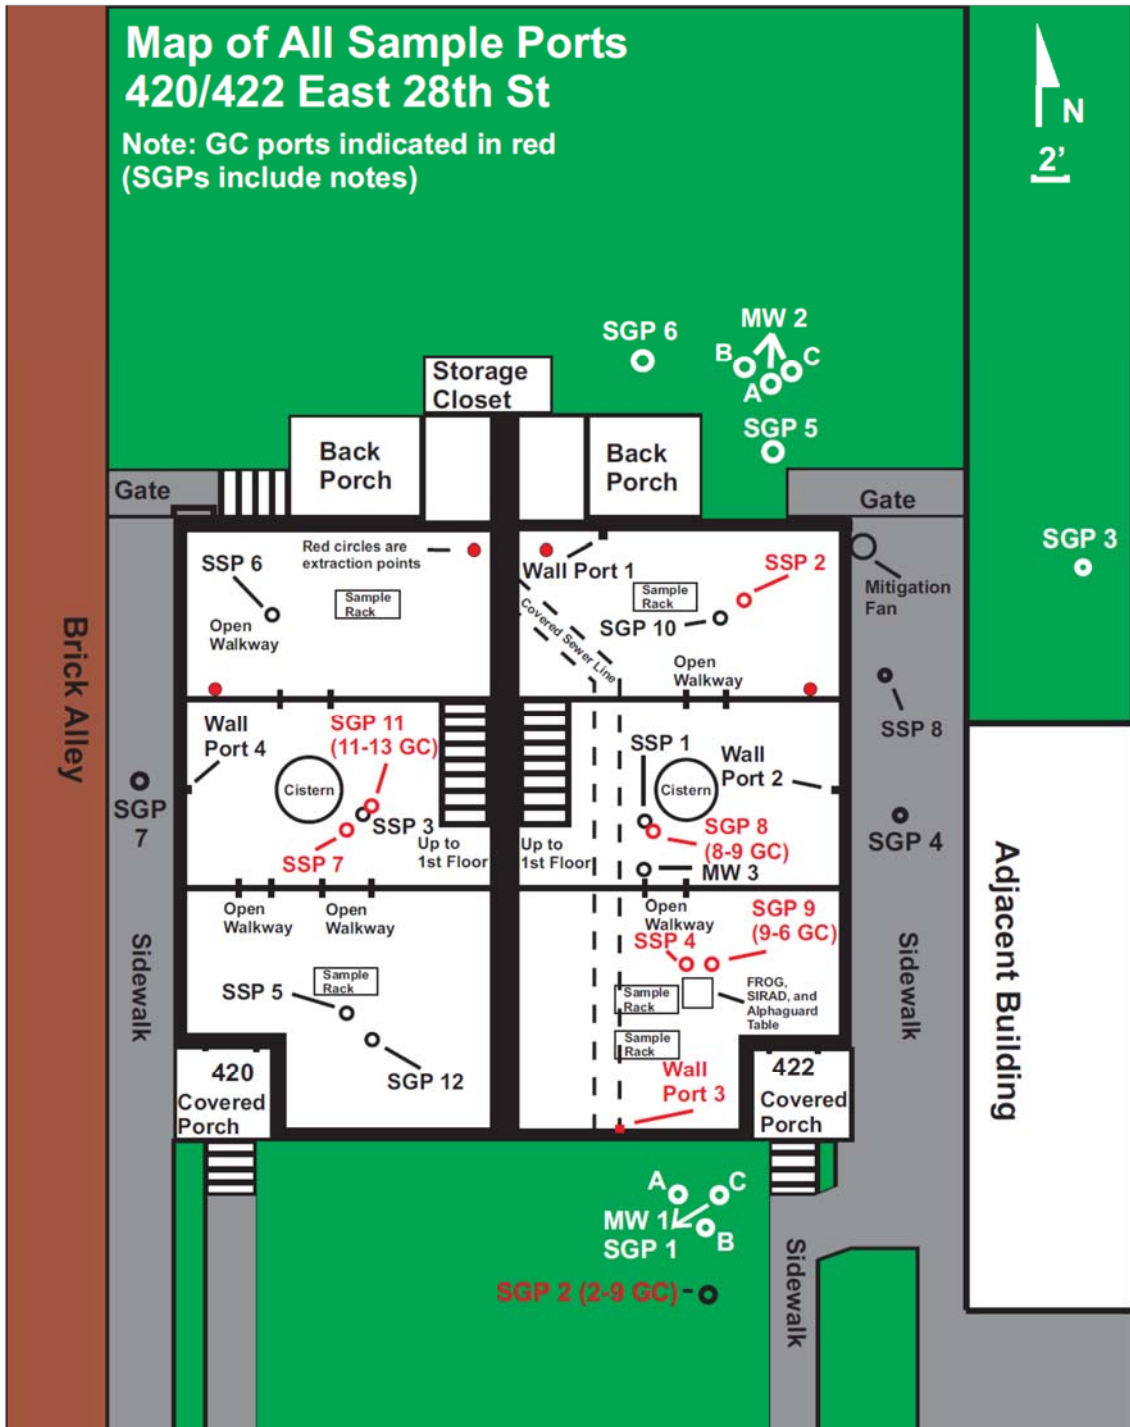 Map of All Sample Ports
420/422 East 28th St
Note: GC ports indicated in red
(SGPs include notes)
N
2'
MW 2
SGP 6
B
C
A
Storage
Closet
SGP 5
Back
Porch
Back
Porch
Gate
Gate
SGP 3
Red circles are
extraction points
SSP 6
Wall Port 1
SSP 2
Mitigation
Fan
Sample
Rack
Sample
Rack
Open
Walkway
SGP 10
Covered Sewer Line
Open
Walkway
Brick Alley
SSP 8
Wall
Port 4
SGP 11
(11-13 GC)
SSP 1
Wall
Port 2
Cistern
Cistern
SGP
7
SSP 3
SGP 8
(8-9 GC)
SGP 4
SSP 7
Up to
1st Floor
Up to
1st Floor
MW 3
Open
Walkway
Open
Walkway
Open
Walkway
SGP 9
(9-6 GC)
SSP 4
Adjacent Building
Sidewalk
Sidewalk
Sample
Rack
SSP 5
Sample
Rack
FROG,
SIRAD, and
Alphaguard
Table
Sample
Rack
SGP 12
Wall
Port 3
420
Covered
Porch
422
Covered
Porch
A
C
MW 1
SGP 1
B
Sidewalk
SGP 2 (2-9 GC)